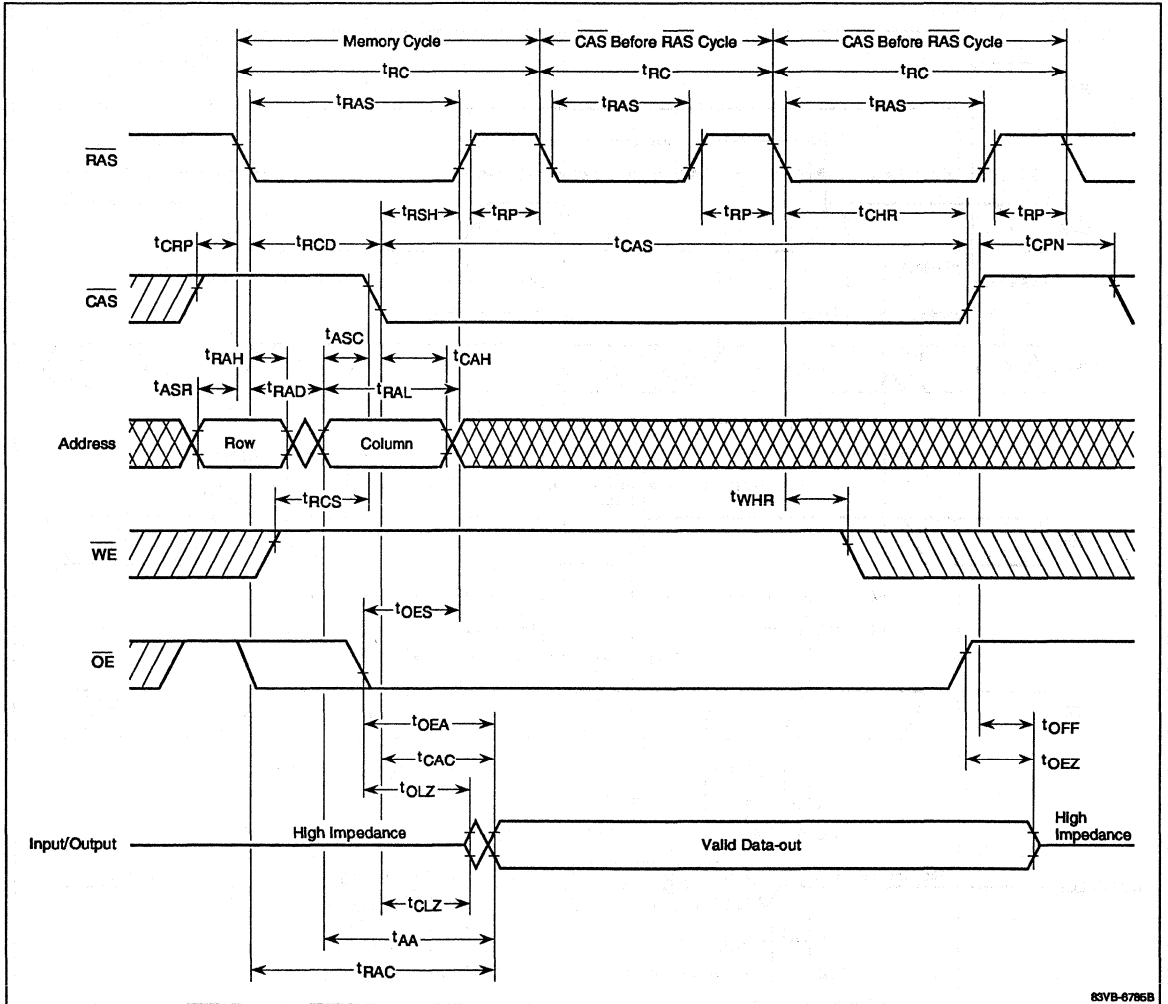 Memory Cycle
CAS Before RAS Cycle
CAS Before RAS Cycle
tRC
tRC
tRC
tRAS
tRAS
tRAS
RAS
tRSH
tRP
tRP
tCHR
tRP
tCRP
tRCD
tCAS
tCPN
CAS
tASC
tRAH
tCAH
tASR
tRAD
tRAL
Address
Row
Column
tRCS
tWHR
WE
tOES
OE
tOEA
tOFF
tCAC
tOEZ
tOLZ
Input/Output
High Impedance
Valid Data-out
High
Impedance
tCLZ
tAA
tRAC
83VB-6785B